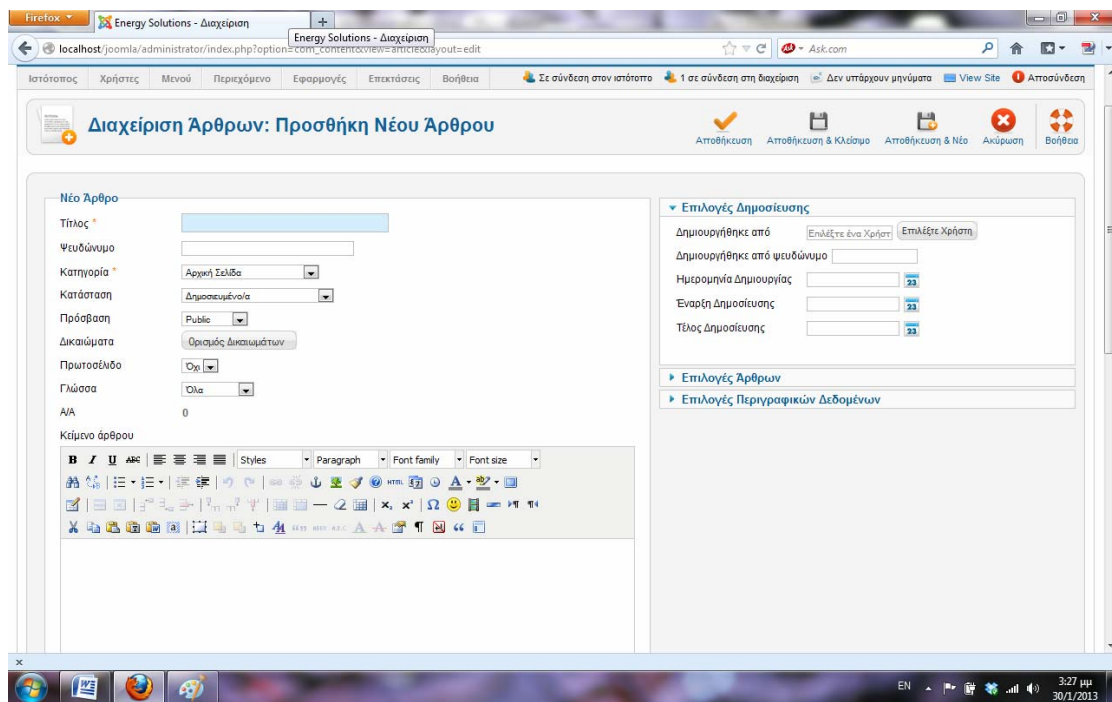 Firefox
Energy Solutions - Διαχείριση
Energy Solutions - Διαχείριση
localhost/joomla/administrator/index.php?option=com_content&view=article&layout=edit
Ask.com
Ιστότοπος Χρήστες Μενού Περιεχόμενο Εφαρμογές Επεκτάσεις Βοήθεια Σε σύνδεση στον ιστότοπο 1 σε σύνδεση στη διαχείριση Δεν υπάρχουν μηνύματα View Site Αποσύνδεση
Διαχείριση Άρθρων: Προσθήκη Νέου Άρθρου
Αποθήκευση Αποθήκευση & Κλείσιμο Αποθήκευση & Νέο Ακύρωση Βοήθεια
Νέο Άρθρο
Τίτλος *
Ψευδώνυμο
Κατηγορία * Αρχική Σελίδα
Κατάσταση Δημοσιευμένο/α
Πρόσβαση Public
Δικαιώματα Ορισμός Δικαιωμάτων
Πρωτοσέλιδο Όχι
Γλώσσα Όλα
Α/Α 0
Κείμενο άρθρου
B I U ABC Styles Paragraph Font family Font size
HTML
Επιλογές Δημοσίευσης
Δημιουργήθηκε από Επιλέξτε ένα Χρήστ Επιλέξτε Χρήστη
Δημιουργήθηκε από ψευδώνυμο
Ημερομηνία Δημιουργίας 23
Έναρξη Δημοσίευσης 23
Τέλος Δημοσίευσης 23
Επιλογές Άρθρων
Επιλογές Περιγραφικών Δεδομένων
EN 3:27 μμ
30/1/2013